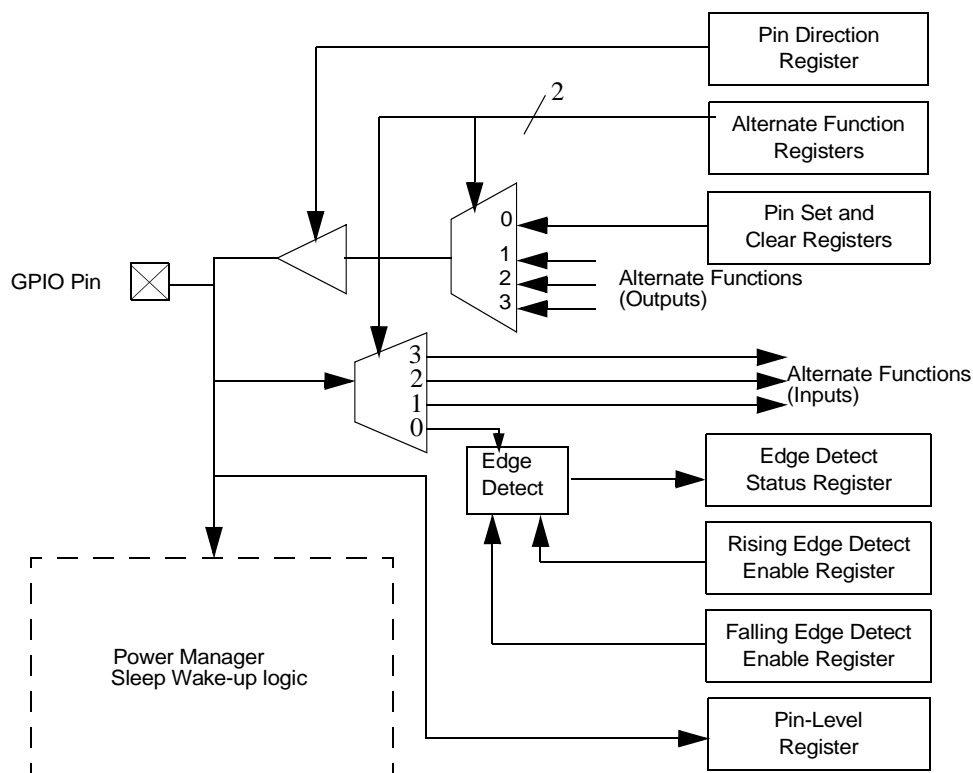 Pin Direction
Register
2
Alternate Function
Registers
0
Pin Set and
Clear Registers
1
2
3
Alternate Functions
(Outputs)
GPIO Pin
3
2
1
0
Alternate Functions
(Inputs)
Edge
Detect
Edge Detect
Status Register
Rising Edge Detect
Enable Register
Falling Edge Detect
Enable Register
Power Manager
Sleep Wake-up logic
Pin-Level
Register